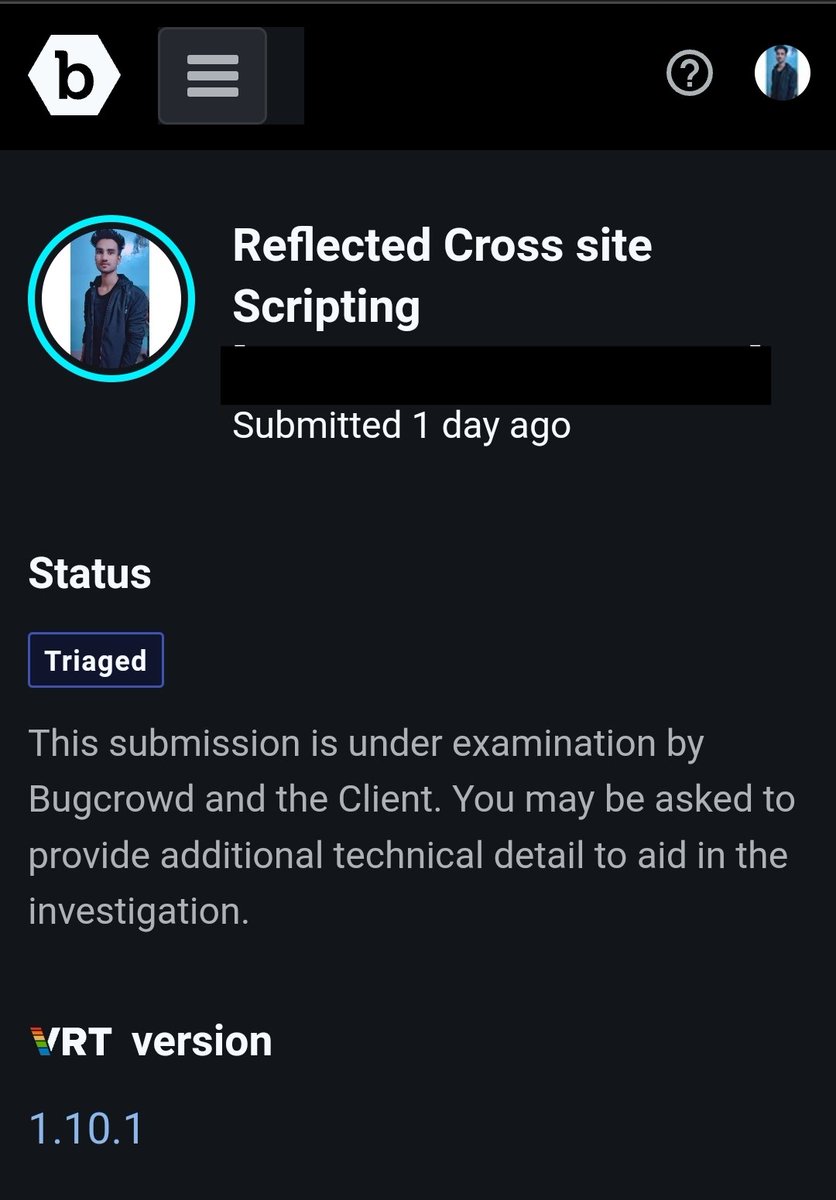 b
?
Reflected Cross site
Scripting
Submitted 1 day ago
Status
Triaged
This submission is under examination by
Bugcrowd and the Client. You may be asked to
provide additional technical detail to aid in the
investigation.
VRT version
1.10.1